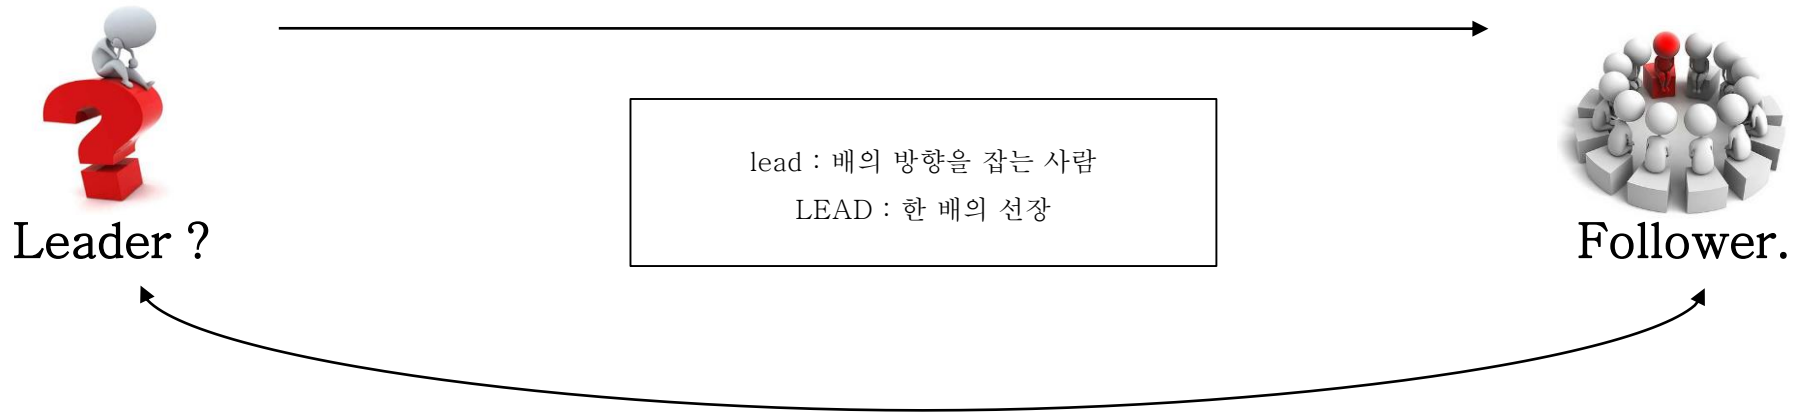 lead : 배의 방향을 잡는 사람
LEAD : 한 배의 선장
Leader ?
Follower.